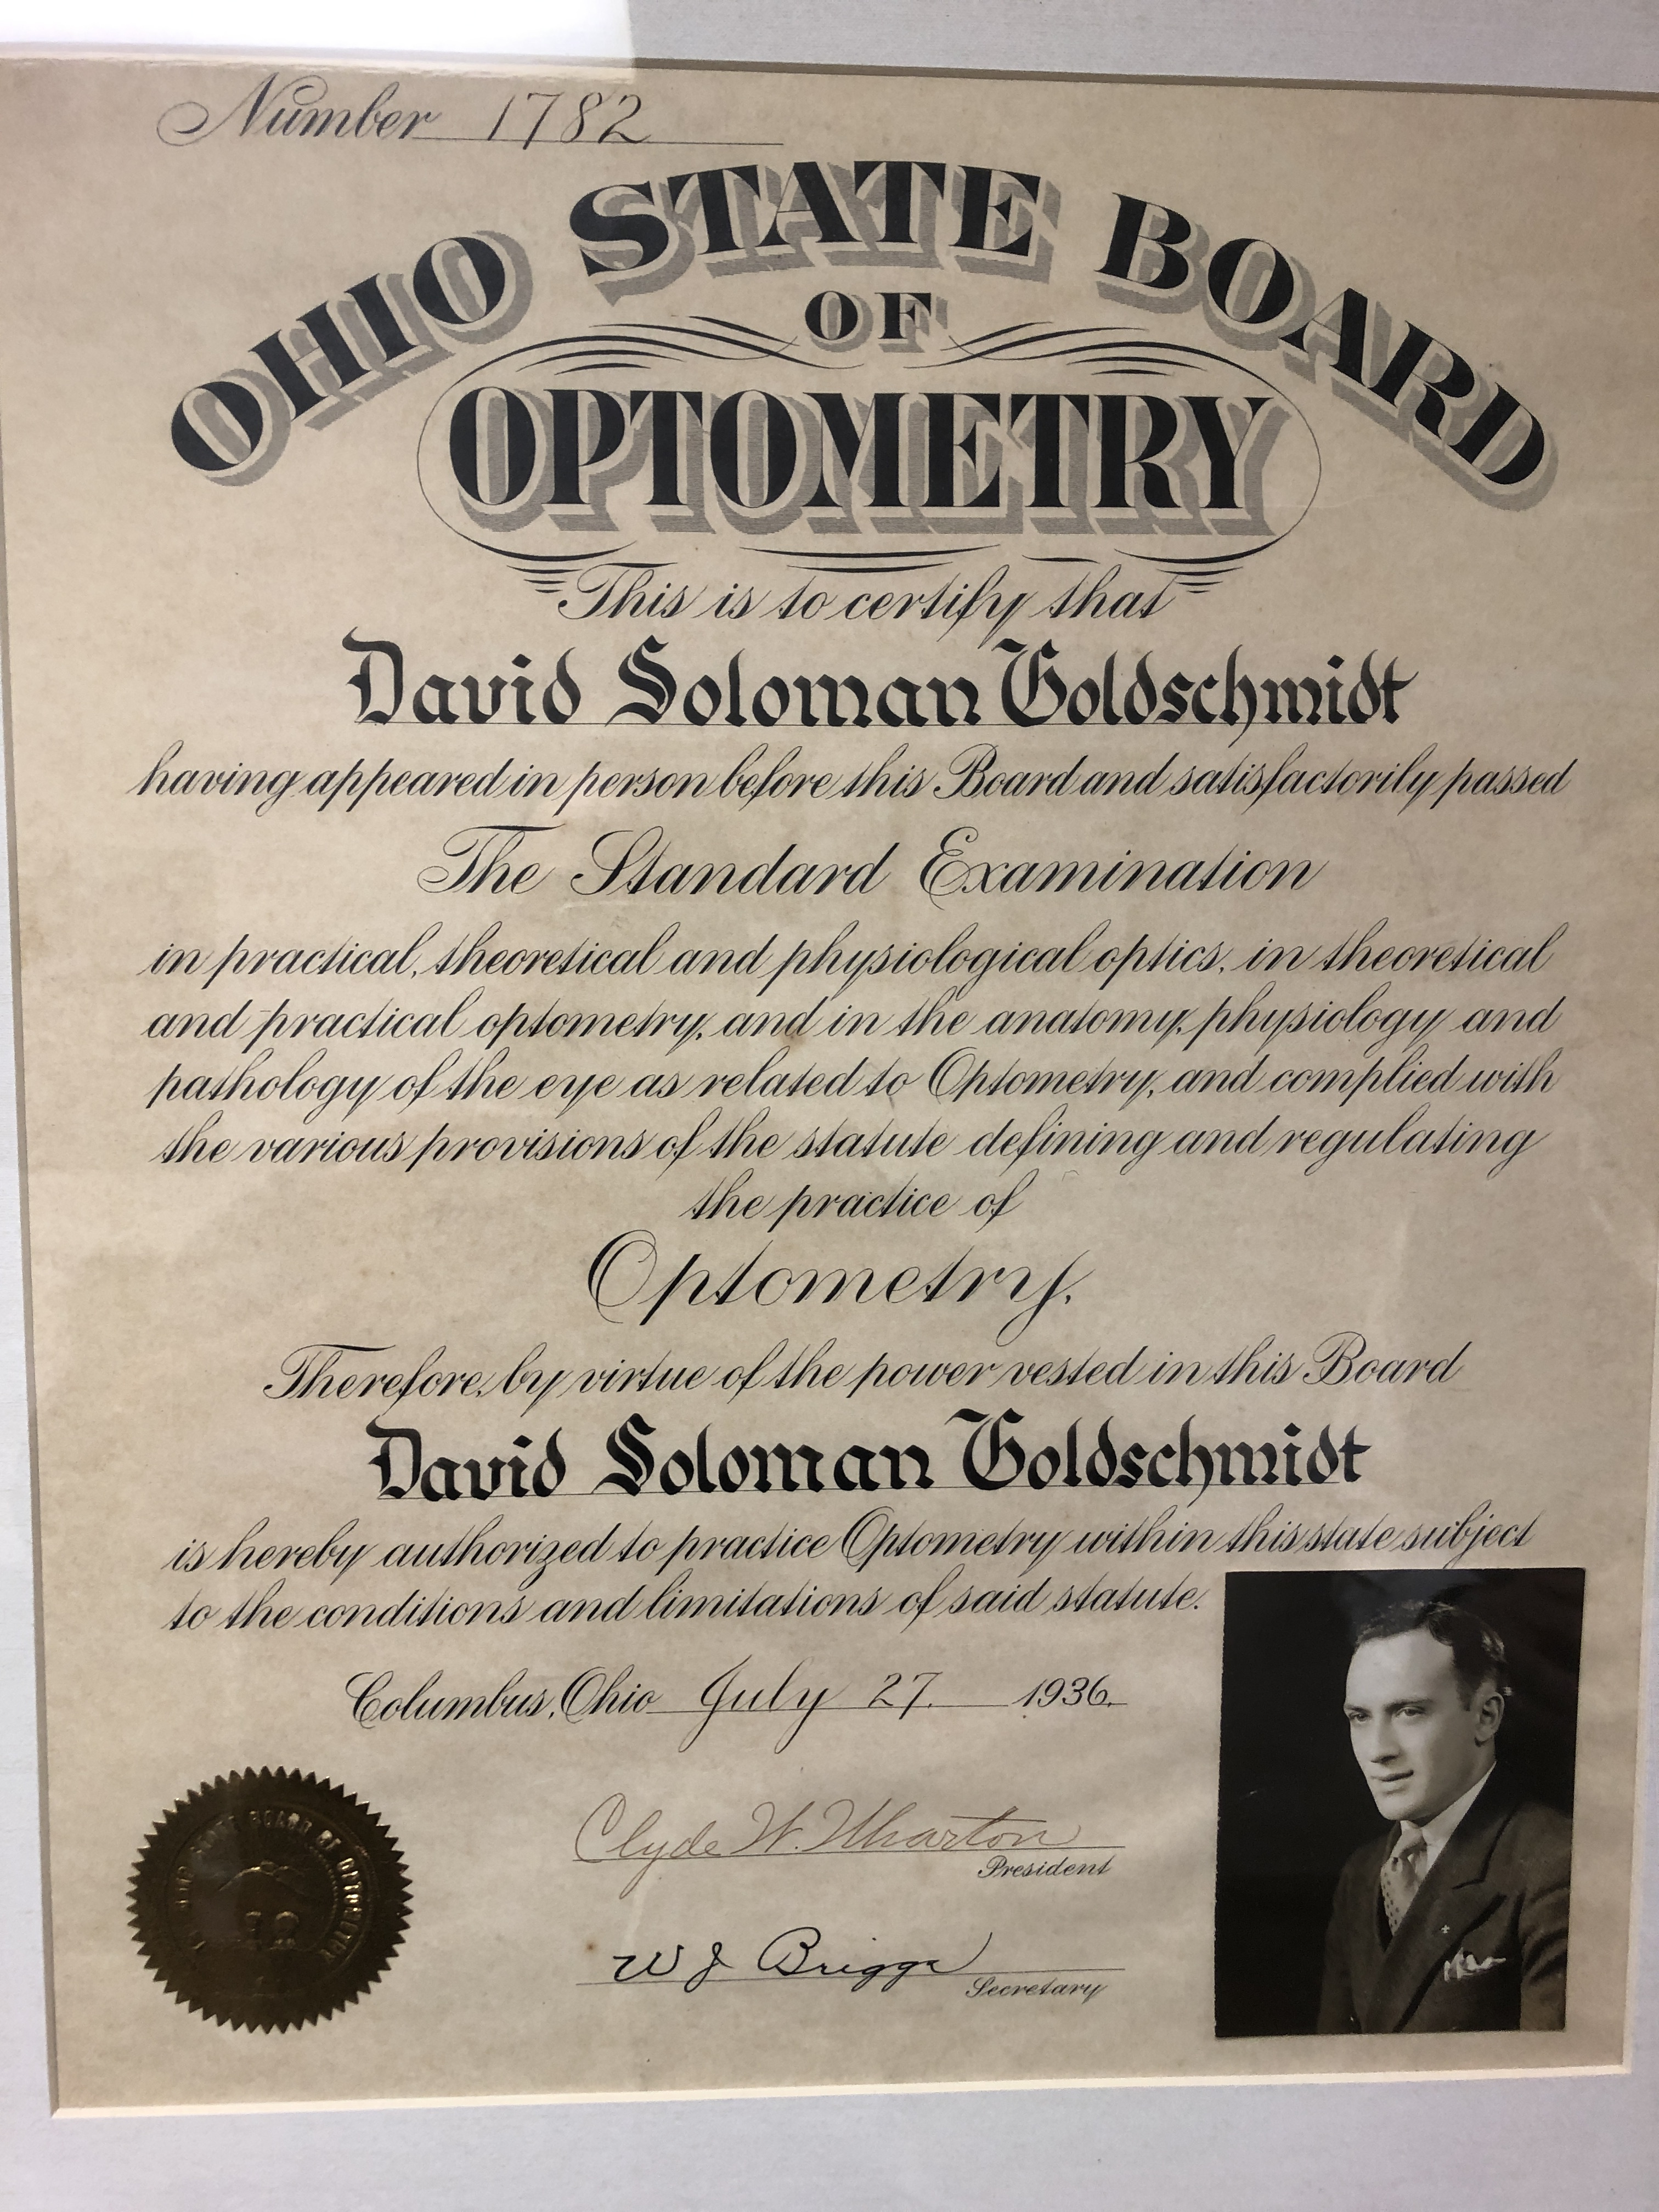 Number 1782
OHIO STATE BOARD
OF
OPTOMETRY
This is to certify that
David Soloman Goldschmidt
having appeared in person before this Board and satisfactorily passed
The Standard Examination
in practical, theoretical and physiological optics, in theoretical
and practical optometry, and in the anatomy, physiology and
pathology of the eye as related to Optometry, and complied with
the various provisions of the statute defining and regulating
the practice of
Optometry.
Therefore, by virtue of the power vested in this Board
David Soloman Goldschmidt
is hereby authorized to practice Optometry within this state subject
to the conditions and limitations of said statute.
Columbus, Ohio July 27. 1936.
Clyde W. Wharton
President
W J Briggs
Secretary
STATE BOARD OF OPTOMETRY